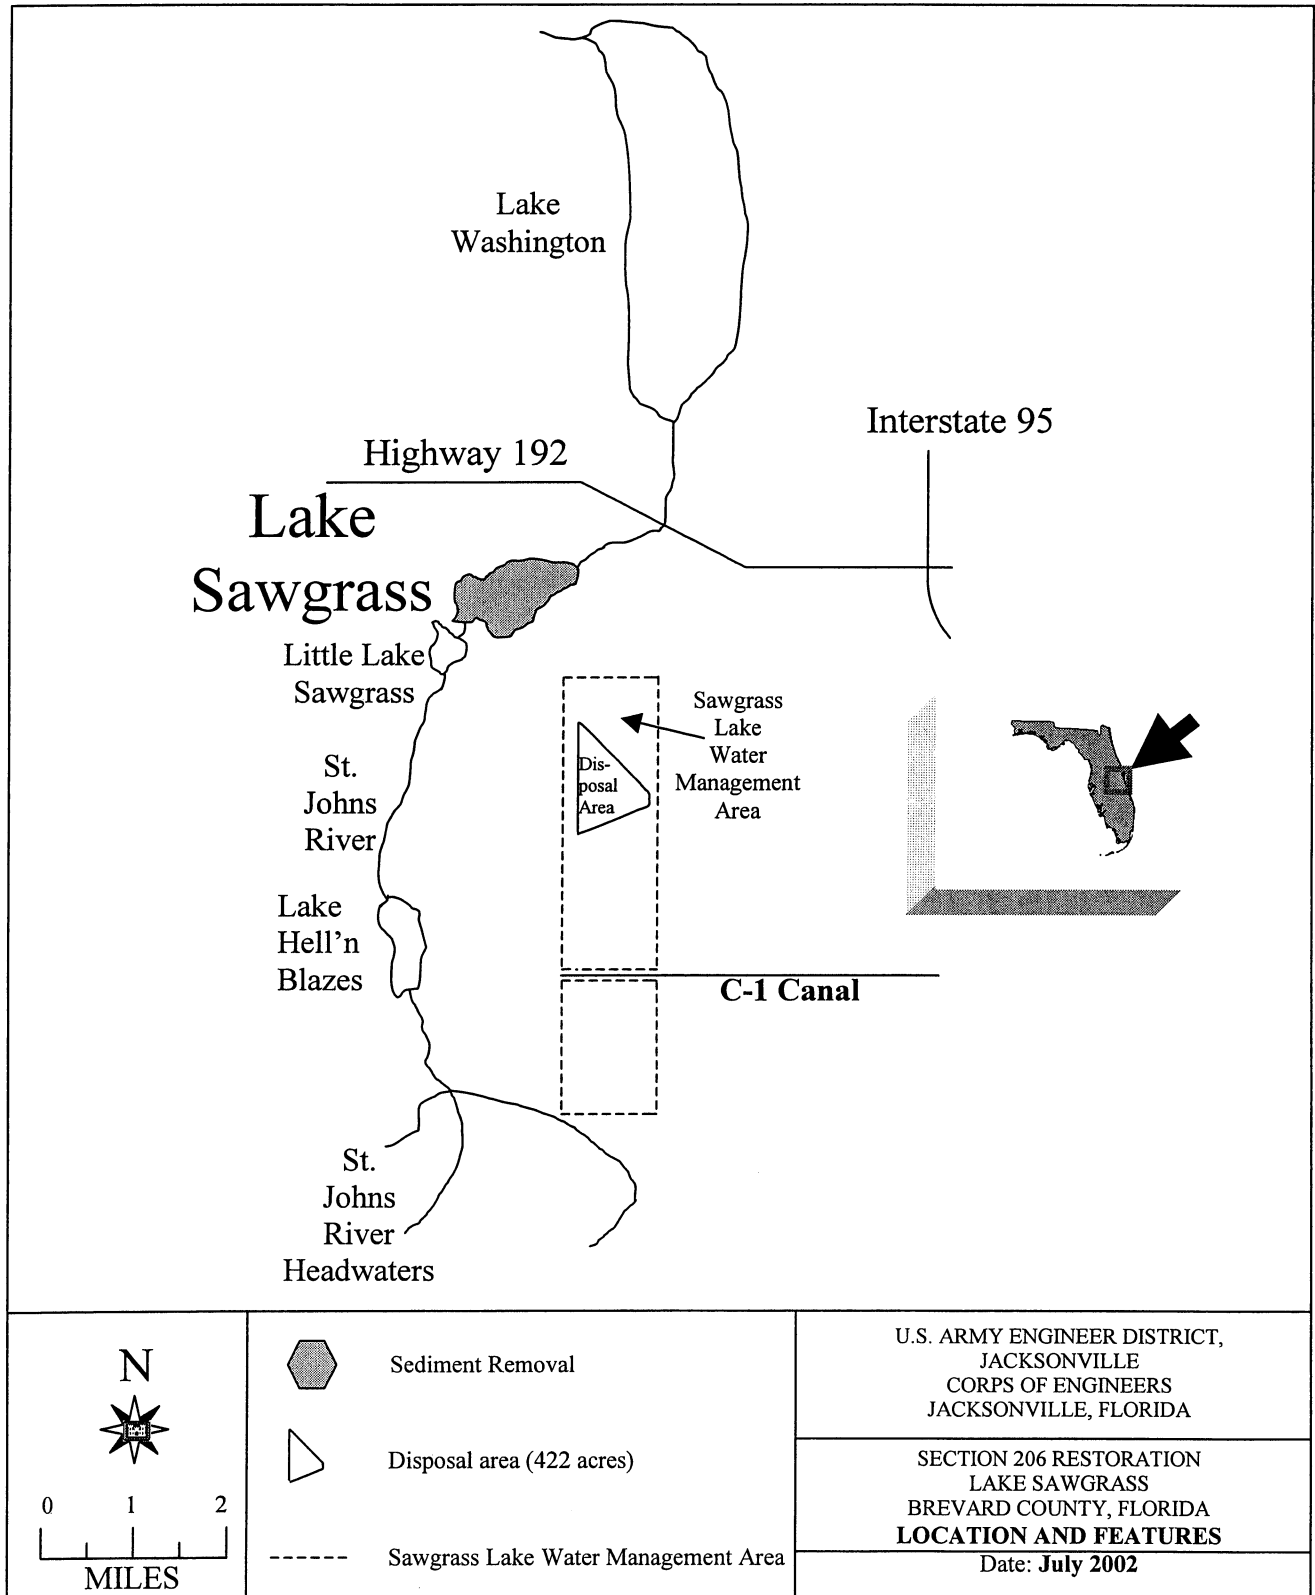 Lake
Washington
Interstate 95
Highway 192
Lake
Sawgrass
Little Lake
Sawgrass
Sawgrass
Lake
Water
Management
Area
St.
Johns
River
Dis-
posal
Area
Lake
Hell'n
Blazes
C-1 Canal
St.
Johns
River
Headwaters
N
0 1 2
MILES
Sediment Removal
Disposal area (422 acres)
Sawgrass Lake Water Management Area
U.S. ARMY ENGINEER DISTRICT,
JACKSONVILLE
CORPS OF ENGINEERS
JACKSONVILLE, FLORIDA
SECTION 206 RESTORATION
LAKE SAWGRASS
BREVARD COUNTY, FLORIDA
LOCATION AND FEATURES
Date: July 2002